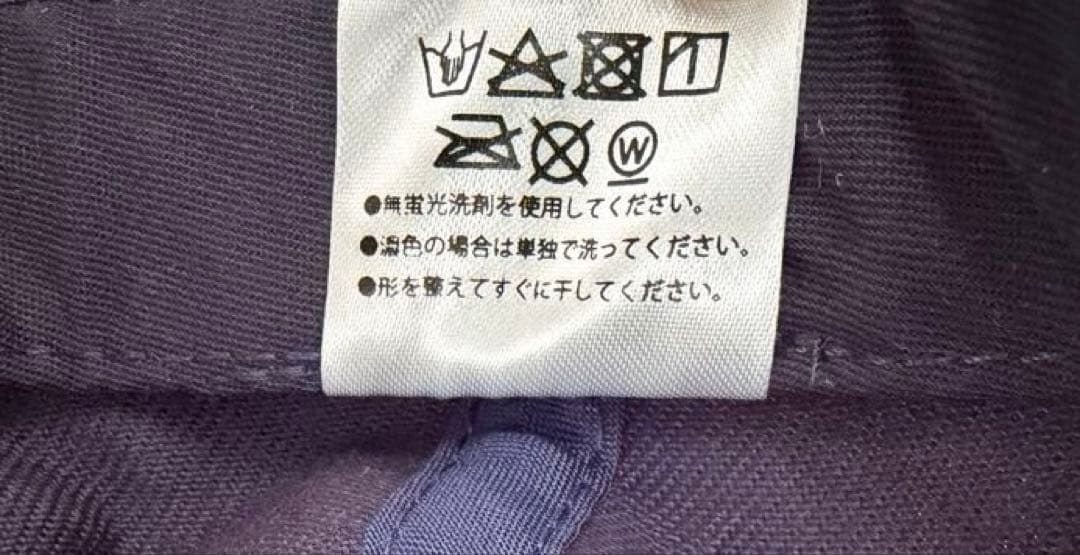 W
●無蛍光洗剤を使用してください。
●濃色の場合は単独で洗ってください。
●形を整えてすぐに干してください。